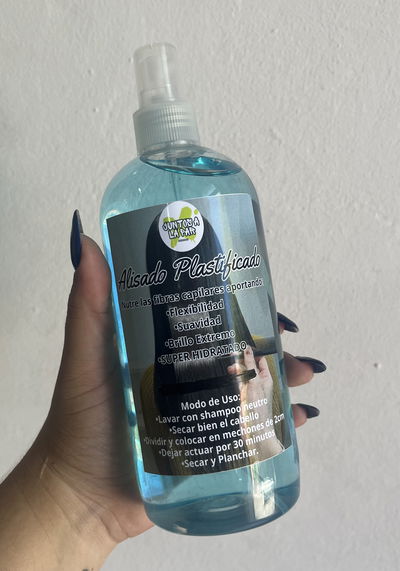 JUNTOS A
LA PAR
Alisado Plastificado
Nutre las fibras capilares aportando:
•Flexibilidad
•Suavidad
•Brillo Extremo
•SUPER HIDRATADO
Modo de Uso:
•Lavar con shampoo neutro
•Secar bien el cabello
•Dividir y colocar en mechones de 2cm
•Dejar actuar por 30 minutos
•Secar y Planchar.